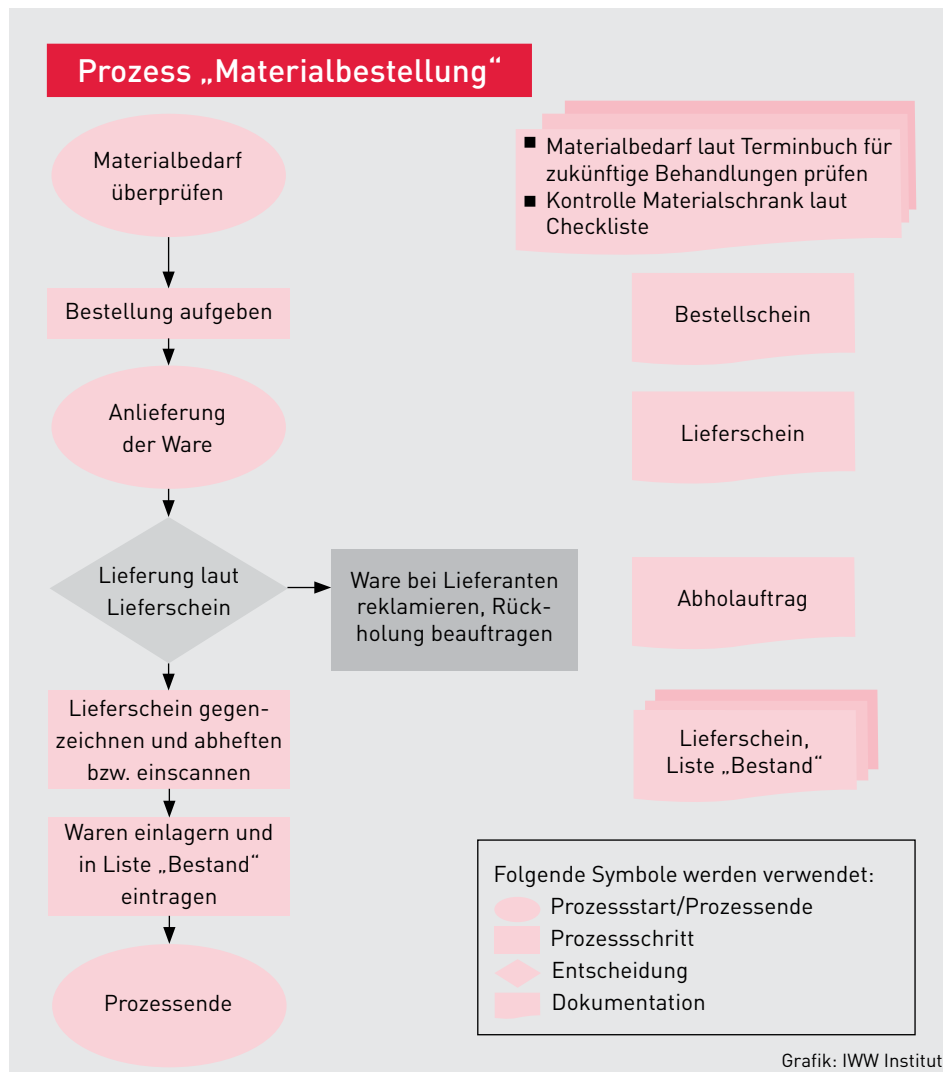 Prozess „Materialbestellung“
Materialbedarf
überprüfen
■ Materialbedarf laut Terminbuch für
zukünftige Behandlungen prüfen
■ Kontrolle Materialschrank laut
Checkliste
Bestellung aufgeben
Bestellschein
Anlieferung
der Ware
Lieferschein
Lieferung laut
Lieferschein
Ware bei Lieferanten
reklamieren, Rück-
holung beauftragen
Abholauftrag
Lieferschein gegen-
zeichnen und abheften
bzw. einscannen
Lieferschein,
Liste „Bestand“
Waren einlagern und
in Liste „Bestand“
eintragen
Prozessende
Folgende Symbole werden verwendet:
Prozessstart/Prozessende
Prozessschritt
Entscheidung
Dokumentation
Grafik: IWW Institut